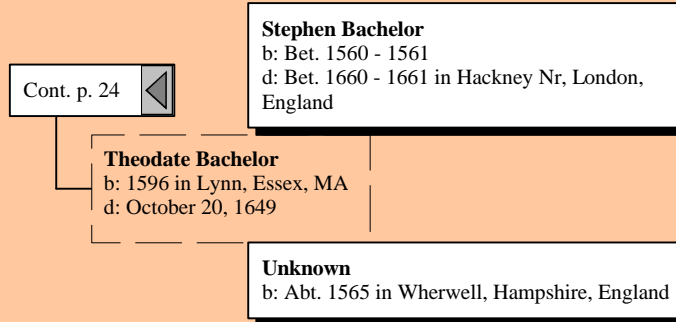 Stephen Bachelor
b: Bet. 1560 - 1561
d: Bet. 1660 - 1661 in Hackney Nr, London,
England
Cont. p. 24
Theodate Bachelor
b: 1596 in Lynn, Essex, MA
d: October 20, 1649
Unknown
b: Abt. 1565 in Wherwell, Hampshire, England